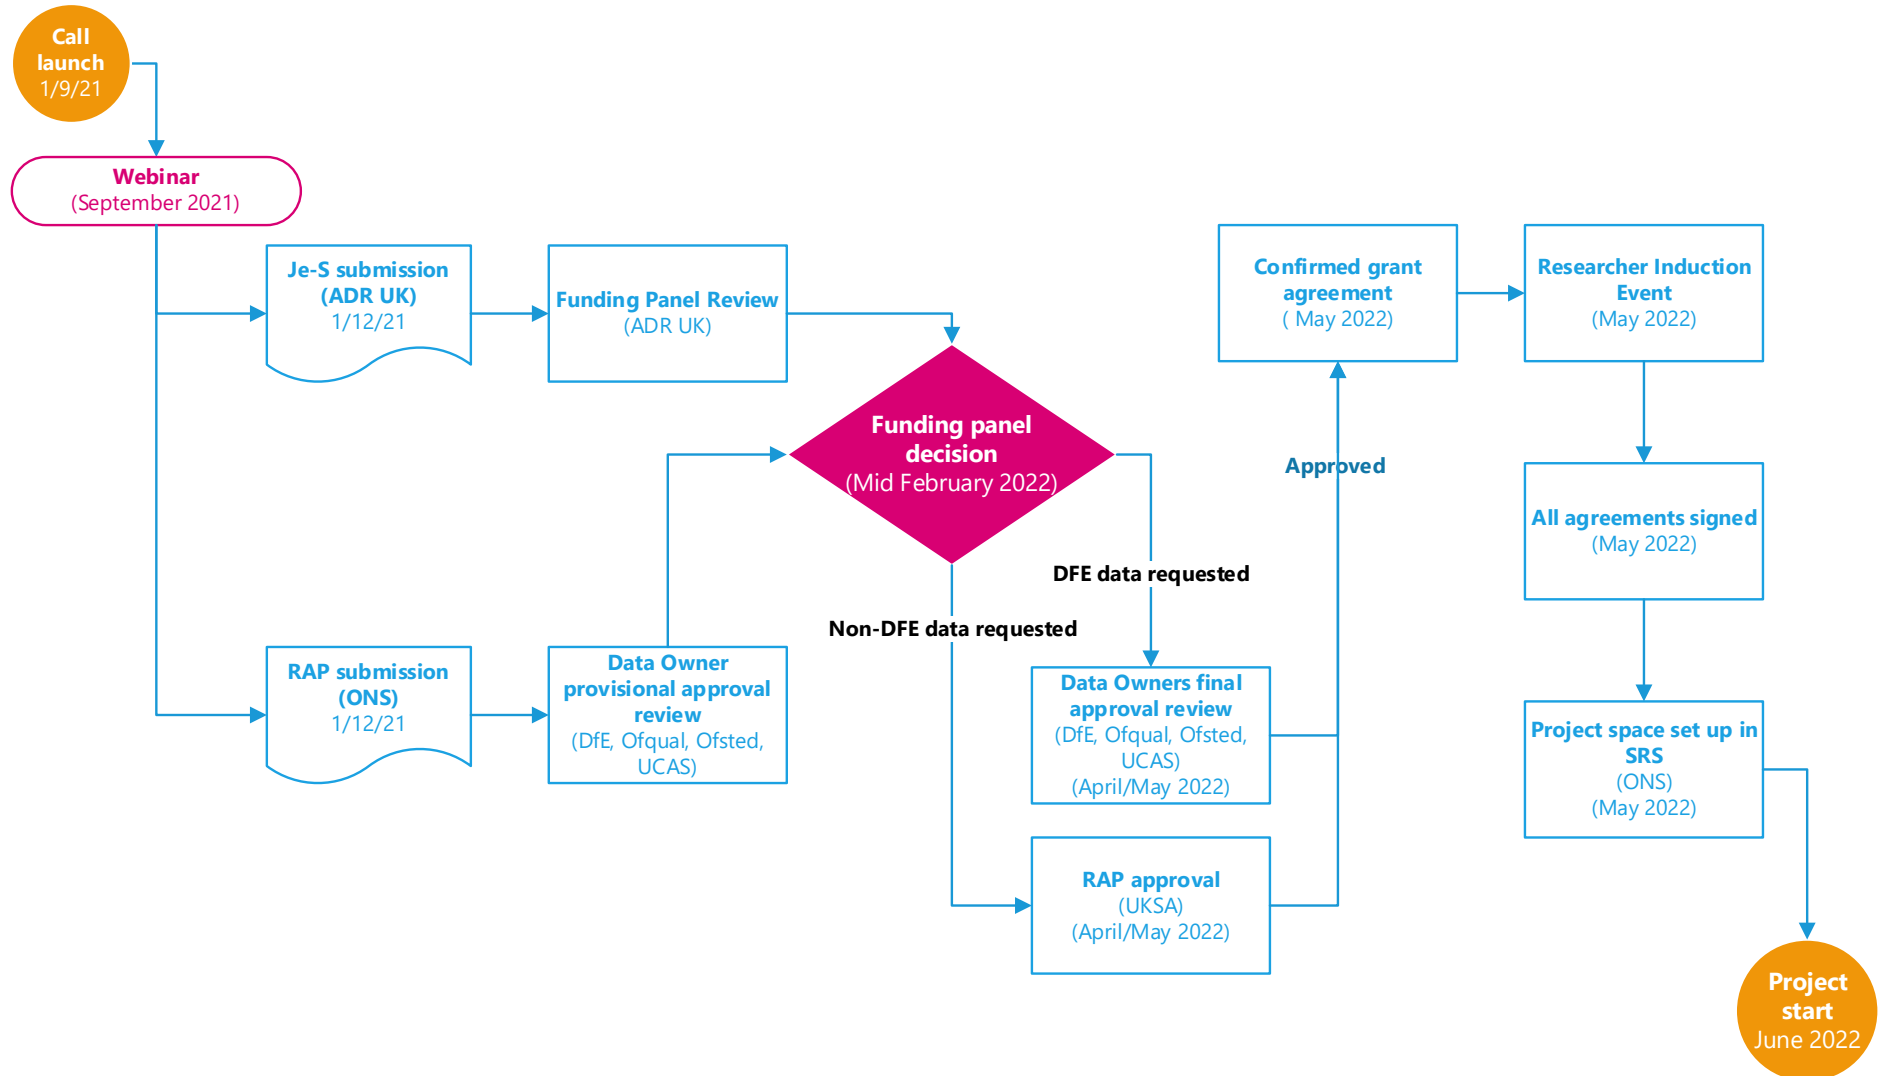 Call
launch
1/9/21
Webinar
(September 2021)
Je-S submission
(ADR UK)
1/12/21
Funding Panel Review
(ADR UK)
RAP submission
(ONS)
1/12/21
Data Owner
provisional approval
review
(DfE, Ofqual, Ofsted,
UCAS)
Funding panel
decision
(Mid February 2022)
DFE data requested
Non-DFE data requested
Data Owners final
approval review
(DfE, Ofqual, Ofsted,
UCAS)
(April/May 2022)
RAP approval
(UKSA)
(April/May 2022)
Approved
Confirmed grant
agreement
( May 2022)
Researcher Induction
Event
(May 2022)
All agreements signed
(May 2022)
Project space set up in
SRS
(ONS)
(May 2022)
Project
start
June 2022